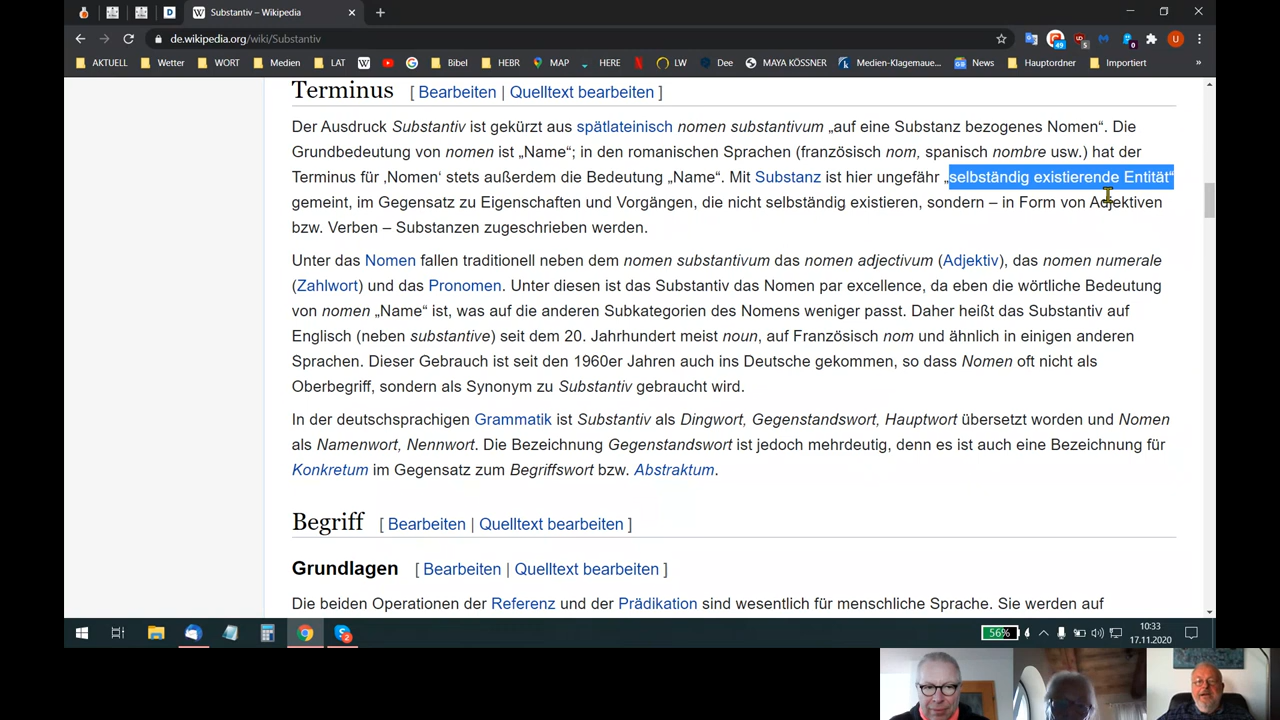 Substantiv – Wikipedia
de.wikipedia.org/wiki/Substantiv
49 5 0 U
AKTUELL Wetter WORT Medien LAT Bibel HEBR MAP HERE LW Dee MAYA KÖSSNER Medien-Klagemaue... News Hauptordner Importiert »
Terminus [ Bearbeiten | Quelltext bearbeiten ]
Der Ausdruck Substantiv ist gekürzt aus spätlateinisch nomen substantivum „auf eine Substanz bezogenes Nomen“. Die
Grundbedeutung von nomen ist „Name“; in den romanischen Sprachen (französisch nom, spanisch nombre usw.) hat der
Terminus für ‚Nomen‘ stets außerdem die Bedeutung „Name“. Mit Substanz ist hier ungefähr „selbständig existierende Entität“
gemeint, im Gegensatz zu Eigenschaften und Vorgängen, die nicht selbständig existieren, sondern – in Form von Adjektiven
bzw. Verben – Substanzen zugeschrieben werden.
Unter das Nomen fallen traditionell neben dem nomen substantivum das nomen adjectivum (Adjektiv), das nomen numerale
(Zahlwort) und das Pronomen. Unter diesen ist das Substantiv das Nomen par excellence, da eben die wörtliche Bedeutung
von nomen „Name“ ist, was auf die anderen Subkategorien des Nomens weniger passt. Daher heißt das Substantiv auf
Englisch (neben substantive) seit dem 20. Jahrhundert meist noun, auf Französisch nom und ähnlich in einigen anderen
Sprachen. Dieser Gebrauch ist seit den 1960er Jahren auch ins Deutsche gekommen, so dass Nomen oft nicht als
Oberbegriff, sondern als Synonym zu Substantiv gebraucht wird.
In der deutschsprachigen Grammatik ist Substantiv als Dingwort, Gegenstandswort, Hauptwort übersetzt worden und Nomen
als Namenwort, Nennwort. Die Bezeichnung Gegenstandswort ist jedoch mehrdeutig, denn es ist auch eine Bezeichnung für
Konkretum im Gegensatz zum Begriffswort bzw. Abstraktum.
Begriff [ Bearbeiten | Quelltext bearbeiten ]
Grundlagen [ Bearbeiten | Quelltext bearbeiten ]
Die beiden Operationen der Referenz und der Prädikation sind wesentlich für menschliche Sprache. Sie werden auf
56%
10:33
17.11.2020